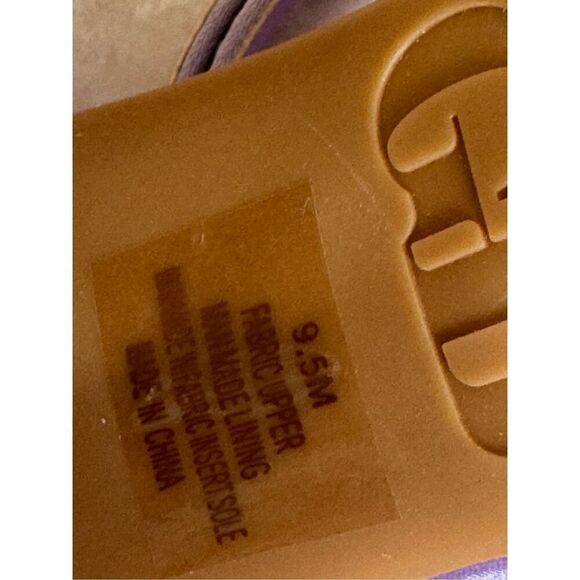 9.5M
FABRIC UPPER
MANMADE LINING
MANMADE W/FABRIC INSERT SOLE
MADE IN CHINA